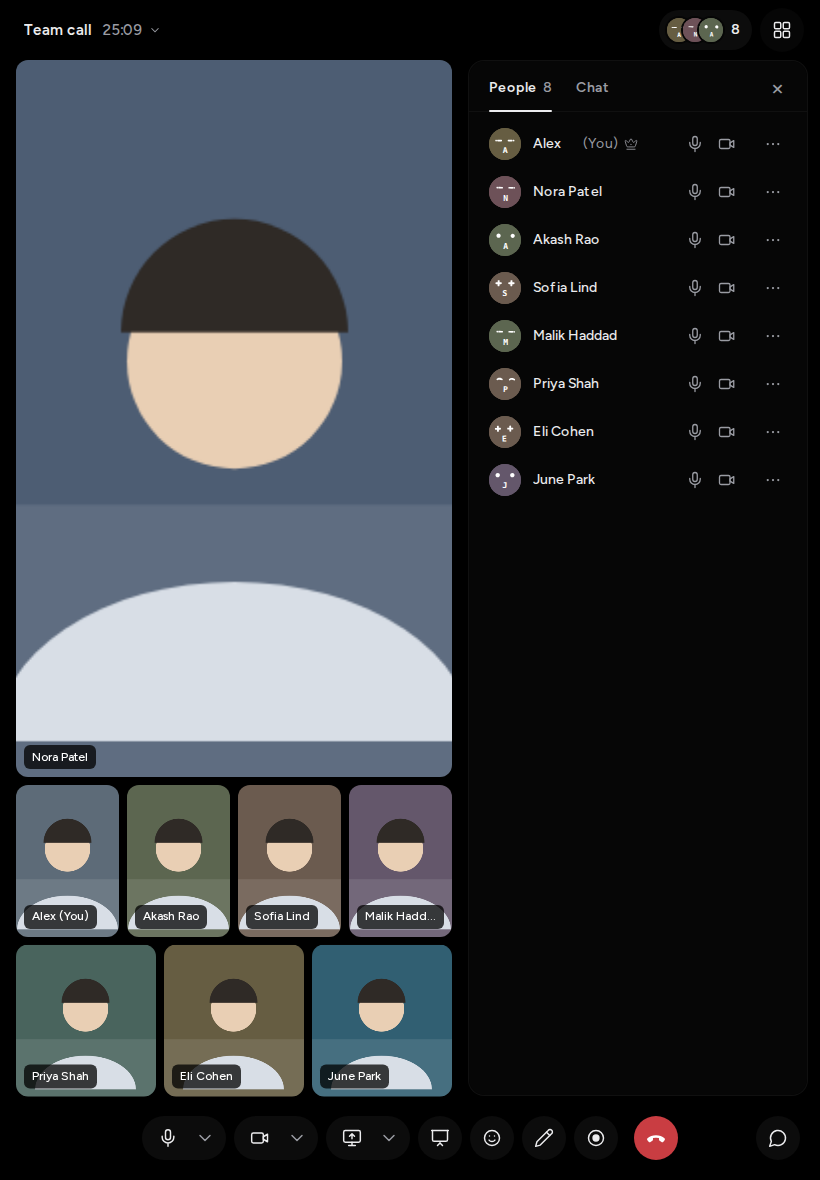 Team call 25:09
A N A 8
People 8 Chat
A Alex (You)
N Nora Patel
A Akash Rao
S Sofia Lind
M Malik Haddad
P Priya Shah
E Eli Cohen
J June Park
Nora Patel
Alex (You) Akash Rao Sofia Lind Malik Hadd...
Priya Shah Eli Cohen June Park